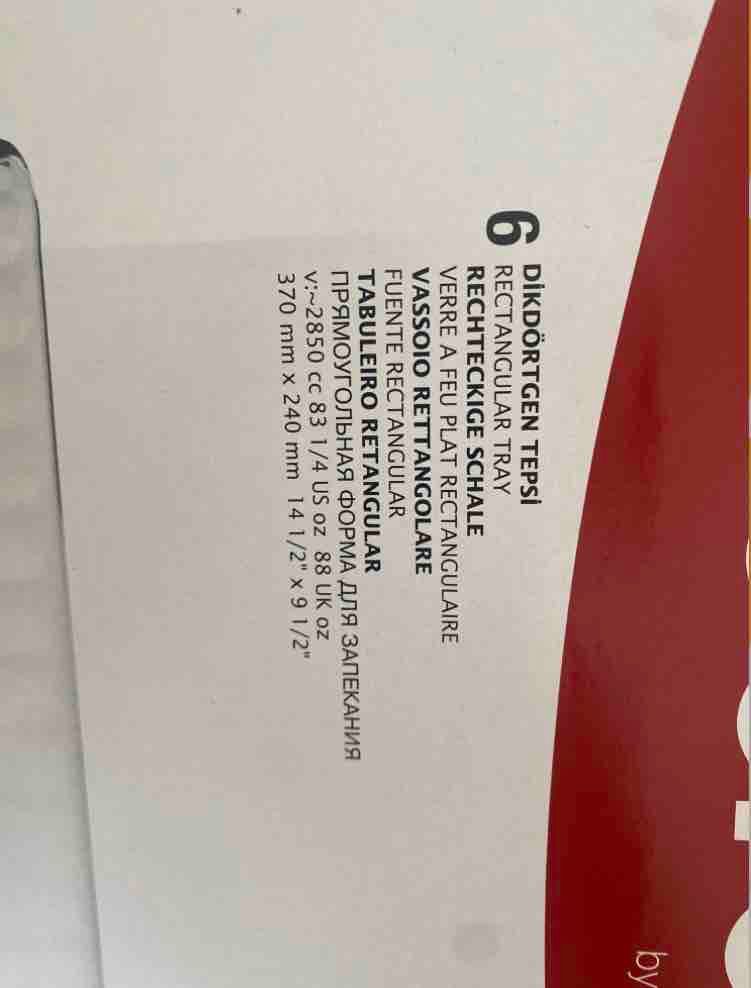 6
DİKDÖRTGEN TEPSİ
RECTANGULAR TRAY
RECHTECKIGE SCHALE
VERRE A FEU PLAT RECTANGULAIRE
VASSOIO RETTANGOLARE
FUENTE RECTANGULAR
TABULEIRO RETANGULAR
ПРЯМОУГОЛЬНАЯ ФОРМА ДЛЯ ЗАПЕКАНИЯ
v:~2850 cc 83 1/4 US oz 88 UK oz
370 mm x 240 mm 14 1/2" x 9 1/2"
by